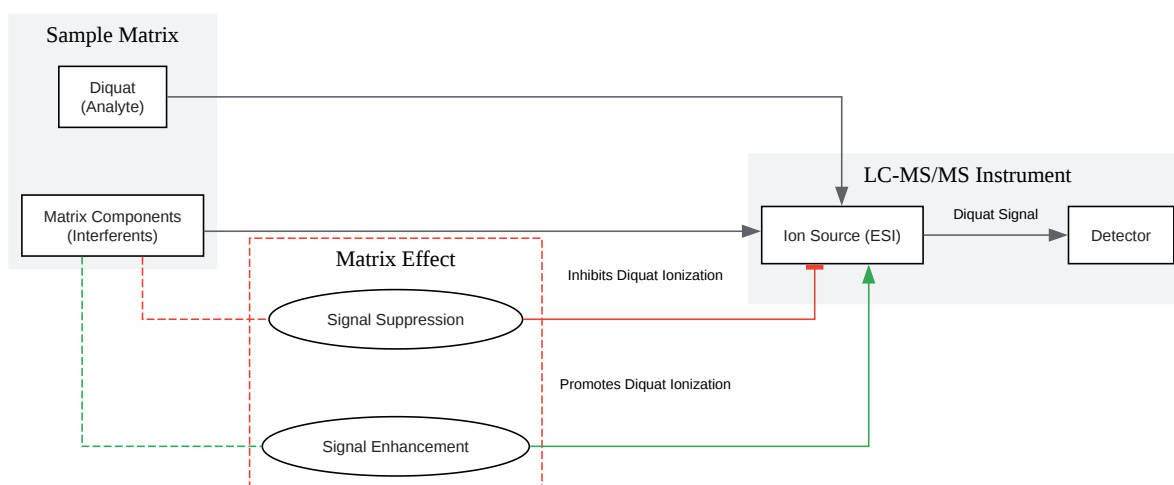 Sample Matrix
Diquat
(Analyte)
Matrix Components
(Interferents)
Matrix Effect
Signal Suppression
Signal Enhancement
Inhibits Diquat Ionization
Promotes Diquat Ionization
LC-MS/MS Instrument
Ion Source (ESI)
Diquat Signal
Detector